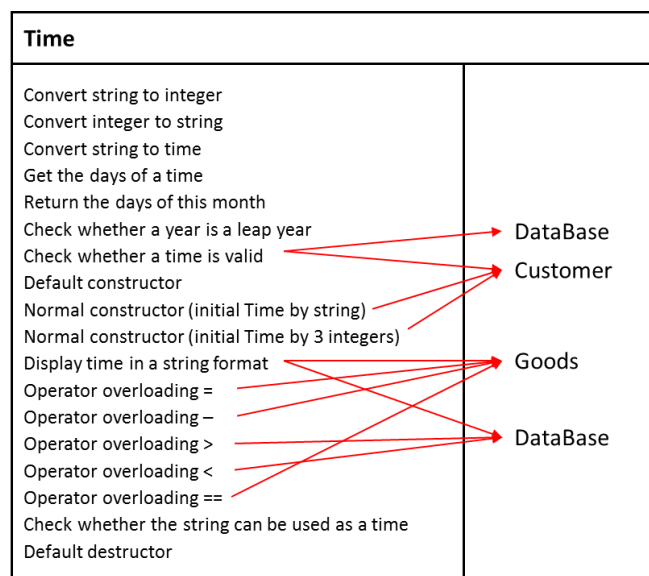 Time
Convert string to integer
Convert integer to string
Convert string to time
Get the days of a time
Return the days of this month
Check whether a year is a leap year
Check whether a time is valid
Default constructor
Normal constructor (initial Time by string)
Normal constructor (initial Time by 3 integers)
Display time in a string format
Operator overloading =
Operator overloading –
Operator overloading >
Operator overloading <
Operator overloading ==
Check whether the string can be used as a time
Default destructor
DataBase
Customer
Goods
DataBase